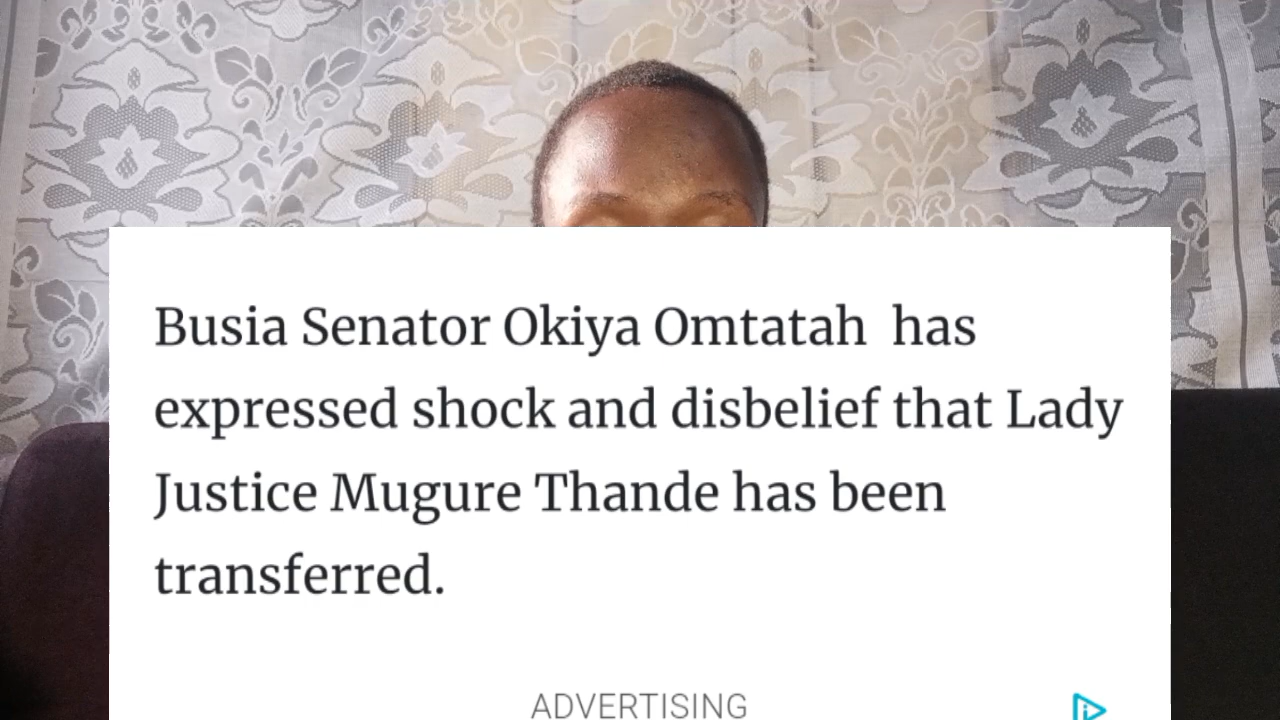 Busia Senator Okiya Omtatah has
expressed shock and disbelief that Lady
Justice Mugure Thande has been
transferred.
ADVERTISING